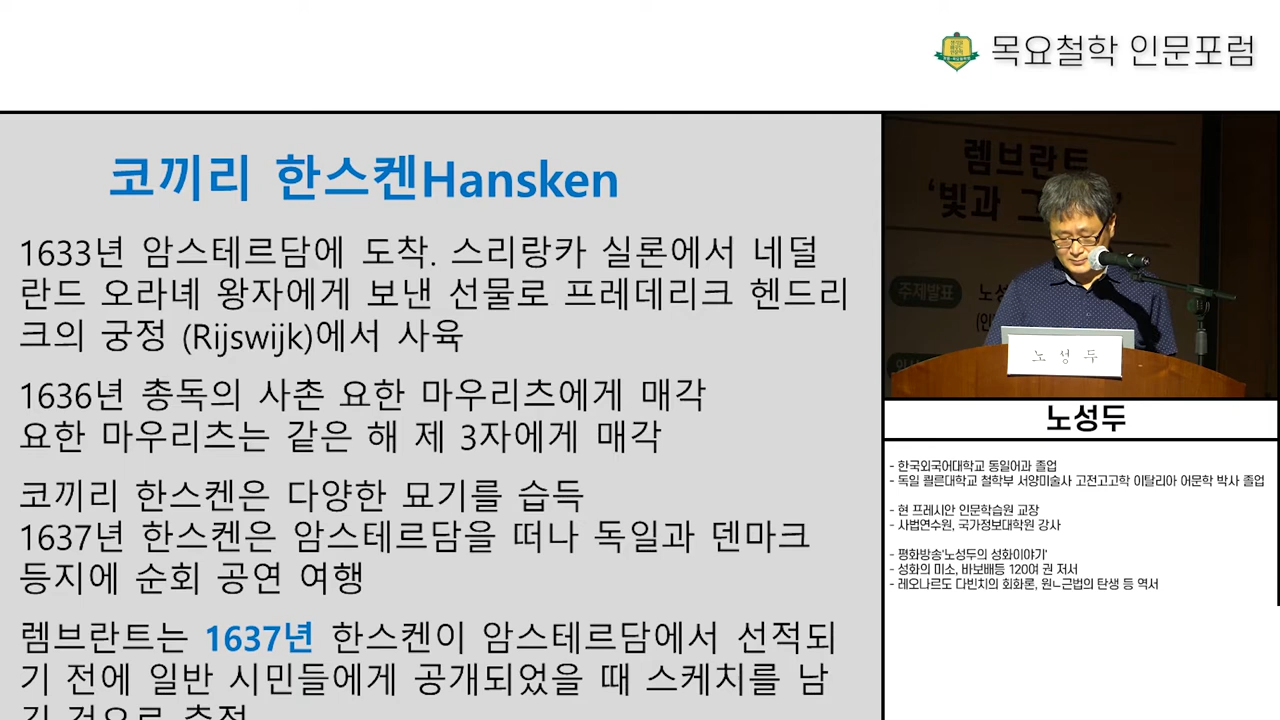 목요철학 인문포럼
코끼리 한스켄Hansken
1633년 암스테르담에 도착. 스리랑카 실론에서 네덜
란드 오라녜 왕자에게 보낸 선물로 프레데리크 헨드리
크의 궁정 (Rijswijk)에서 사육
1636년 총독의 사촌 요한 마우리츠에게 매각
요한 마우리츠는 같은 해 제 3자에게 매각
코끼리 한스켄은 다양한 묘기를 습득
1637년 한스켄은 암스테르담을 떠나 독일과 덴마크
등지에 순회 공연 여행
렘브란트는 1637년 한스켄이 암스테르담에서 선적되
기 전에 일반 시민들에게 공개되었을 때 스케치를 남
긴 것으로 추정
렘브란트
'빛과 그
주제발표 노성
(인
노 성 두
노성두
- 한국외국어대학교 동일어과 졸업
- 독일 쾰른대학교 철학부 서양미술사 고전고고학 이탈리아 어문학 박사 졸업
- 현 프레시안 인문학습원 교장
- 사법연수원, 국가정보대학원 강사
- 평화방송'노성두의 성화이야기'
- 성화의 미소, 바보배등 120여 권 저서
- 레오나르도 다빈치의 회화론, 원ㄴ근법의 탄생 등 역서